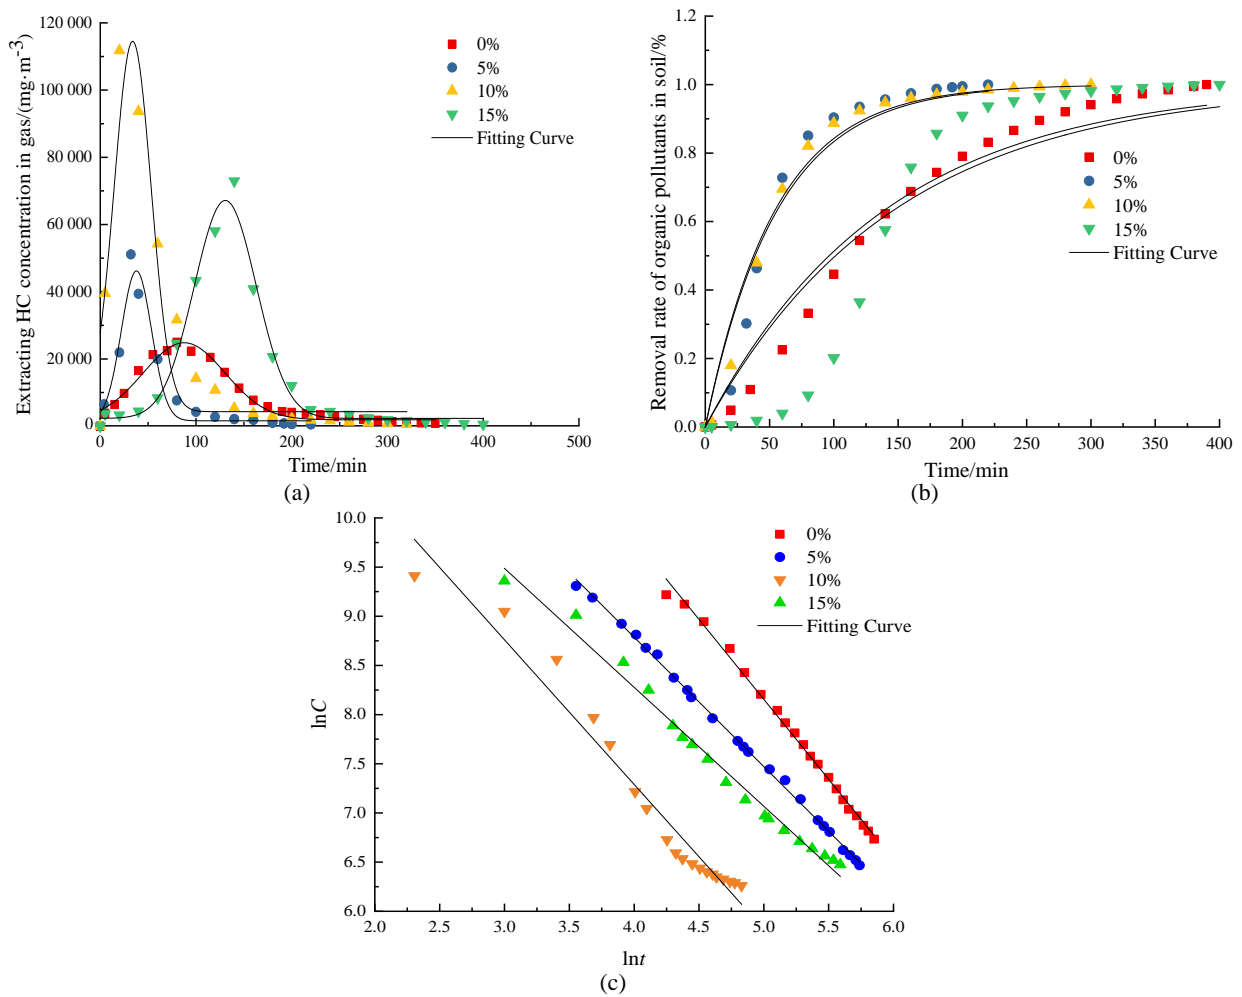 Extracting HC concentration in gas/(mg·m⁻³)
120 000
100 000
80 000
60 000
40 000
20 000
0
0 100 200 300 400 500
Time/min
0%
5%
10%
15%
Fitting Curve
(a)
Removal rate of organic pollutants in soil/%
1.2
1.0
0.8
0.6
0.4
0.2
0.0
0 50 100 150 200 250 300 350 400
Time/min
0%
5%
10%
15%
Fitting Curve
(b)
lnC
10.0
9.5
9.0
8.5
8.0
7.5
7.0
6.5
6.0
2.0 2.5 3.0 3.5 4.0 4.5 5.0 5.5 6.0
lnt
0%
5%
10%
15%
Fitting Curve
(c)